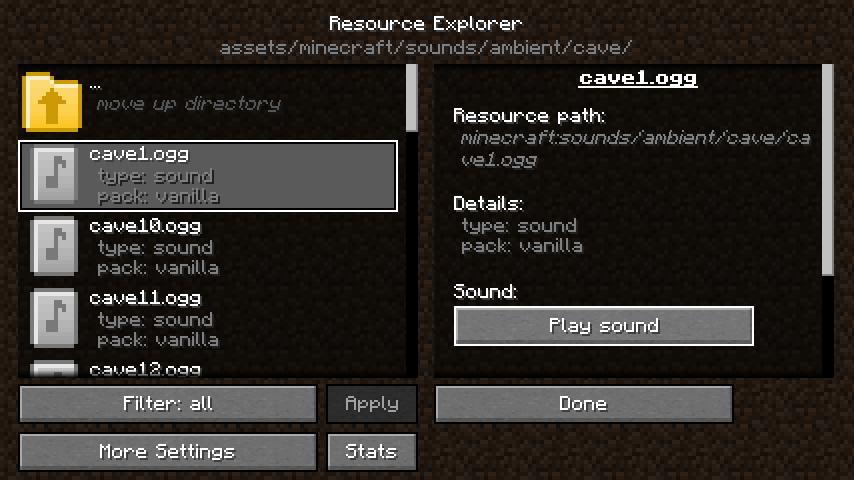 Resource Explorer
assets/minecraft/sounds/ambient/cave/
...
move up directory
cave1.ogg
type: sound
pack: vanilla
cave10.ogg
type: sound
pack: vanilla
cave11.ogg
type: sound
pack: vanilla
cave12.ogg
cave1.ogg
Resource path:
minecraft:sounds/ambient/cave/ca
ve1.ogg
Details:
type: sound
pack: vanilla
Sound:
Play sound
Filter: all
Apply
Done
More Settings
Stats